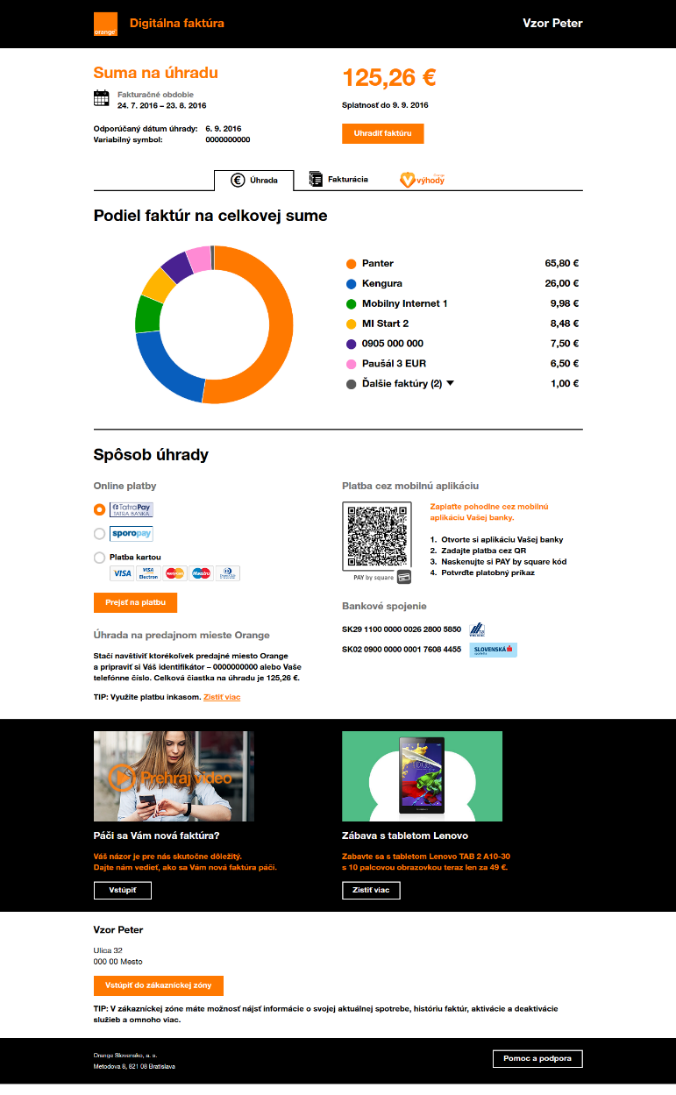 orange
Digitálna faktúra
Vzor Peter
Suma na úhradu
125,26 €
Fakturačné obdobie
24. 7. 2016 – 23. 8. 2016
Splatnosť do 9. 9. 2016
Odporúčaný dátum úhrady: 6. 9. 2016
Variabilný symbol: 0000000000
Uhradiť faktúru
Úhrada
Fakturácia
výhody
Podiel faktúr na celkovej sume
Panter 65,80 €
Kengura 26,00 €
Mobilny Internet 1 9,98 €
MI Start 2 8,48 €
0905 000 000 7,50 €
Paušál 3 EUR 6,50 €
Ďalšie faktúry (2) 1,00 €
Spôsob úhrady
Online platby
TatraPay
TATRA BANKA
sporopay
Platba kartou
VISA VISA Electron MasterCard Maestro
Prejsť na platbu
Úhrada na predajnom mieste Orange
Stačí navštíviť ktorékoľvek predajné miesto Orange
a pripraviť si Váš identifikátor – 0000000000 alebo Vaše
telefónne číslo. Celková čiastka na úhradu je 125,26 €.
TIP: Využite platbu inkasom. Zistiť viac
Platba cez mobilnú aplikáciu
Zaplaťte pohodlne cez mobilnú
aplikáciu Vašej banky.
1. Otvorte si aplikáciu Vašej banky
2. Zadajte platba cez QR
3. Naskenujte si PAY by square kód
4. Potvrďte platobný príkaz
PAY by square
Bankové spojenie
SK29 1100 0000 0026 2800 5850
SK02 0900 0000 0001 7608 4455
SLOVENSKÁ
Prehraj video
Páči sa Vám nová faktúra?
Váš názor je pre nás skutočne dôležitý.
Dajte nám vedieť, ako sa Vám nová faktúra páči.
Vstúpiť
Zábava s tabletom Lenovo
Zabavte sa s tabletom Lenovo TAB 2 A10-30
s 10 palcovou obrazovkou teraz len za 49 €.
Zistiť viac
Vzor Peter
Ulica 32
000 00 Mesto
Vstúpiť do zákazníckej zóny
TIP: V zákazníckej zóne máte možnosť nájsť informácie o svojej aktuálnej spotrebe, históriu faktúr, aktivácie a deaktivácie
služieb a omnoho viac.
Orange Slovensko, a. s.
Metodova 8, 821 08 Bratislava
Pomoc a podpora